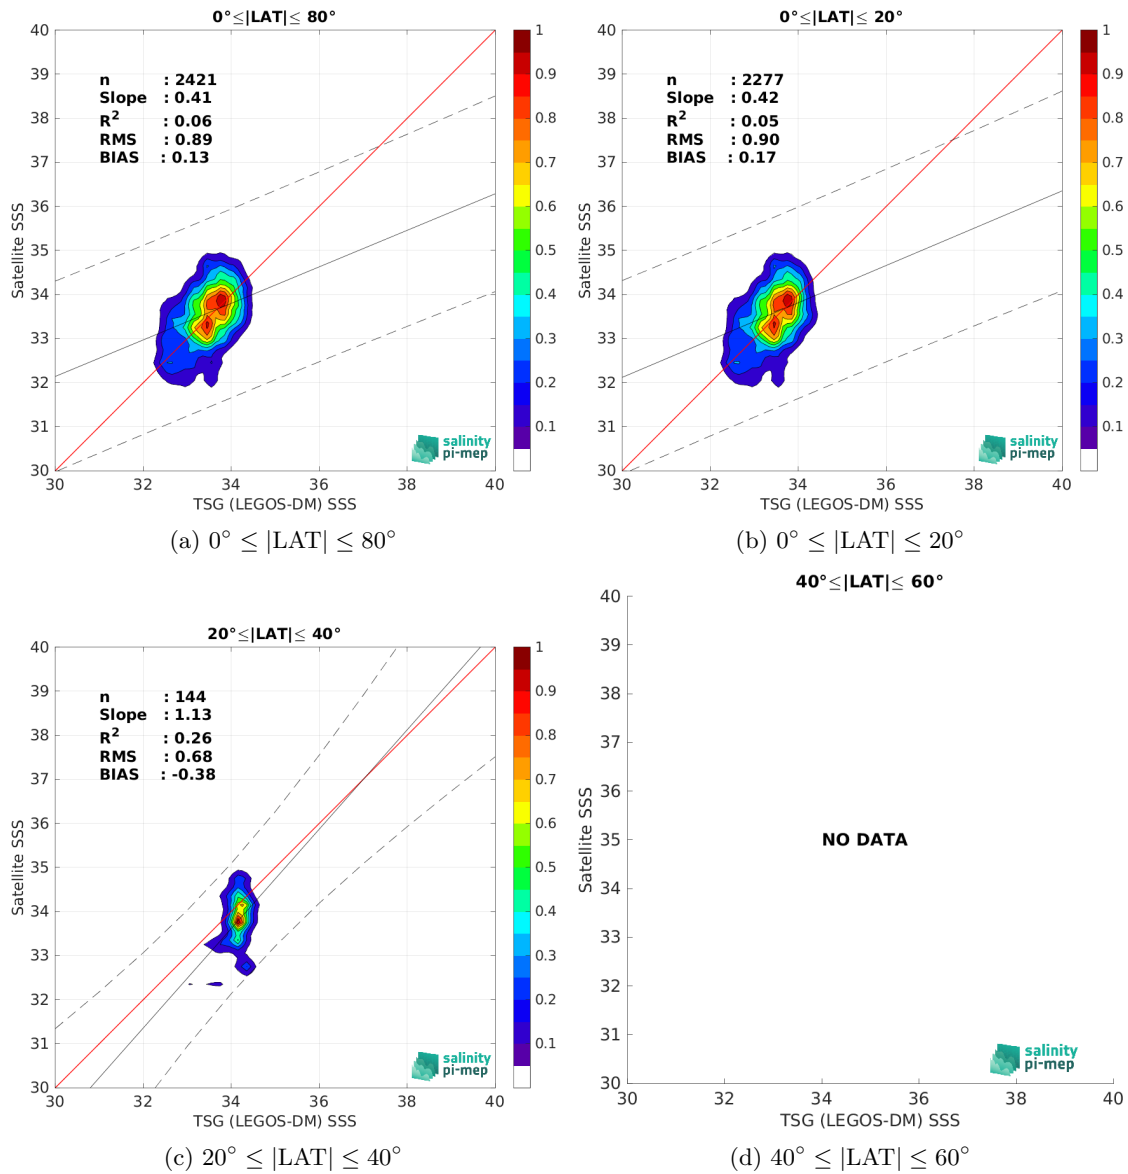 0°≤|LAT|≤ 80°
40
39
38
37
36
35
34
33
32
31
30
Satellite SSS
n : 2421
Slope : 0.41
R² : 0.06
RMS : 0.89
BIAS : 0.13
salinity
pi-mep
30 32 34 36 38 40
TSG (LEGOS-DM) SSS
1
0.9
0.8
0.7
0.6
0.5
0.4
0.3
0.2
0.1
(a) 0° ≤ |LAT| ≤ 80°
0°≤|LAT|≤ 20°
40
39
38
37
36
35
34
33
32
31
30
Satellite SSS
n : 2277
Slope : 0.42
R² : 0.05
RMS : 0.90
BIAS : 0.17
salinity
pi-mep
30 32 34 36 38 40
TSG (LEGOS-DM) SSS
1
0.9
0.8
0.7
0.6
0.5
0.4
0.3
0.2
0.1
(b) 0° ≤ |LAT| ≤ 20°
20°≤|LAT|≤ 40°
40
39
38
37
36
35
34
33
32
31
30
Satellite SSS
n : 144
Slope : 1.13
R² : 0.26
RMS : 0.68
BIAS : -0.38
salinity
pi-mep
30 32 34 36 38 40
TSG (LEGOS-DM) SSS
1
0.9
0.8
0.7
0.6
0.5
0.4
0.3
0.2
0.1
(c) 20° ≤ |LAT| ≤ 40°
40°≤|LAT|≤ 60°
40
39
38
37
36
35
34
33
32
31
30
Satellite SSS
NO DATA
salinity
pi-mep
30 32 34 36 38 40
TSG (LEGOS-DM) SSS
(d) 40° ≤ |LAT| ≤ 60°